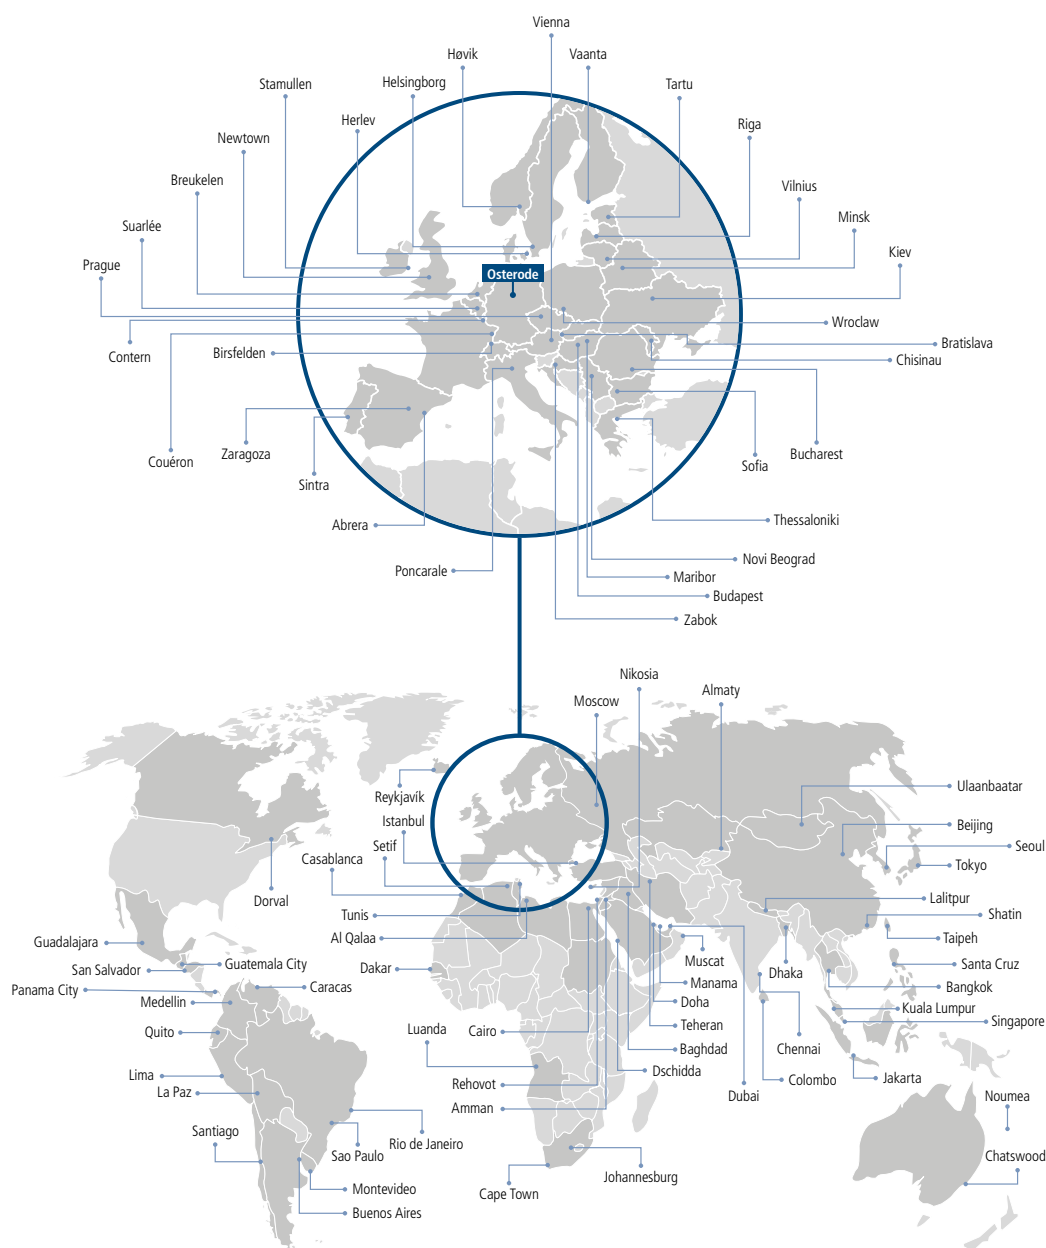 Vienna
Høvik
Vaanta
Stamullen
Helsingborg
Tartu
Herlev
Riga
Newtown
Breukelen
Vilnius
Suarlée
Minsk
Prague
Kiev
Osterode
Wroclaw
Contern
Birsfelden
Bratislava
Chisinau
Couéron
Zaragoza
Sintra
Sofia
Bucharest
Abrera
Thessaloniki
Poncarale
Novi Beograd
Maribor
Budapest
Zabok
Nikosia
Moscow
Almaty
Reykjavík
Ulaanbaatar
Istanbul
Beijing
Setif
Seoul
Casablanca
Tokyo
Dorval
Lalitpur
Tunis
Shatin
Guadalajara
Al Qalaa
Taipeh
Muscat
Guatemala City
San Salvador
Dakar
Dhaka
Santa Cruz
Panama City
Caracas
Manama
Bangkok
Medellin
Doha
Kuala Lumpur
Quito
Luanda
Cairo
Teheran
Singapore
Baghdad
Chennai
Lima
Dschidda
La Paz
Rehovot
Colombo
Jakarta
Dubai
Amman
Noumea
Santiago
Rio de Janeiro
Sao Paulo
Chatswood
Johannesburg
Montevideo
Cape Town
Buenos Aires